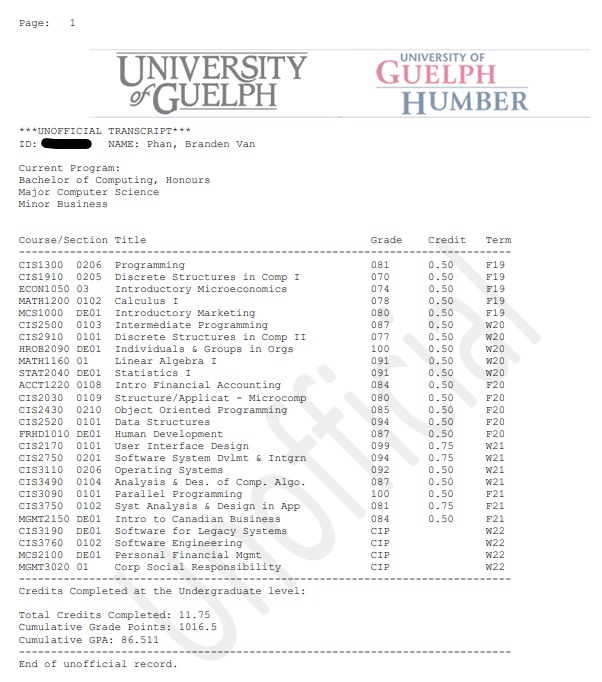 Page:   1
UNIVERSITY OF GUELPH
UNIVERSITY OF
GUELPH
HUMBER
***UNOFFICIAL TRANSCRIPT***
ID:   NAME: Phan, Branden Van
Current Program:
Bachelor of Computing, Honours
Major Computer Science
Minor Business
Course/Section Title   Grade   Credit   Term
CIS1300 0206 Programming   081   0.50   F19
CIS1910 0205 Discrete Structures in Comp I   070   0.50   F19
ECON1050 03 Introductory Microeconomics   074   0.50   F19
MATH1200 0102 Calculus I   078   0.50   F19
MCS1000 DE01 Introductory Marketing   080   0.50   F19
CIS2500 0103 Intermediate Programming   087   0.50   W20
CIS2910 0101 Discrete Structures in Comp II   077   0.50   W20
HROB2090 DE01 Individuals & Groups in Orgs   100   0.50   W20
MATH1160 01 Linear Algebra I   091   0.50   W20
STAT2040 DE01 Statistics I   091   0.50   W20
ACCT1220 0108 Intro Financial Accounting   084   0.50   F20
CIS2030 0109 Structure/Applicat - Microcomp   080   0.50   F20
CIS2430 0210 Object Oriented Programming   085   0.50   F20
CIS2520 0101 Data Structures   094   0.50   F20
FRHD1010 DE01 Human Development   087   0.50   F20
CIS2170 0101 User Interface Design   099   0.75   W21
CIS2750 0201 Software System Dvlmt & Intgrn   094   0.75   W21
CIS3110 0206 Operating Systems   092   0.50   W21
CIS3490 0104 Analysis & Des. of Comp. Algo.   087   0.50   W21
CIS3090 0101 Parallel Programming   100   0.50   F21
CIS3750 0102 Syst Analysis & Design in App   081   0.75   F21
MGMT2150 DE01 Intro to Canadian Business   084   0.50   F21
CIS3190 DE01 Software for Legacy Systems   CIP   W22
CIS3760 0102 Software Engineering   CIP   W22
MCS2100 DE01 Personal Financial Mgmt   CIP   W22
MGMT3020 01 Corp Social Responsibility   CIP   W22
Credits Completed at the Undergraduate level:
Total Credits Completed: 11.75
Cumulative Grade Points: 1016.5
Cumulative GPA: 86.511
End of unofficial record.
Unofficial